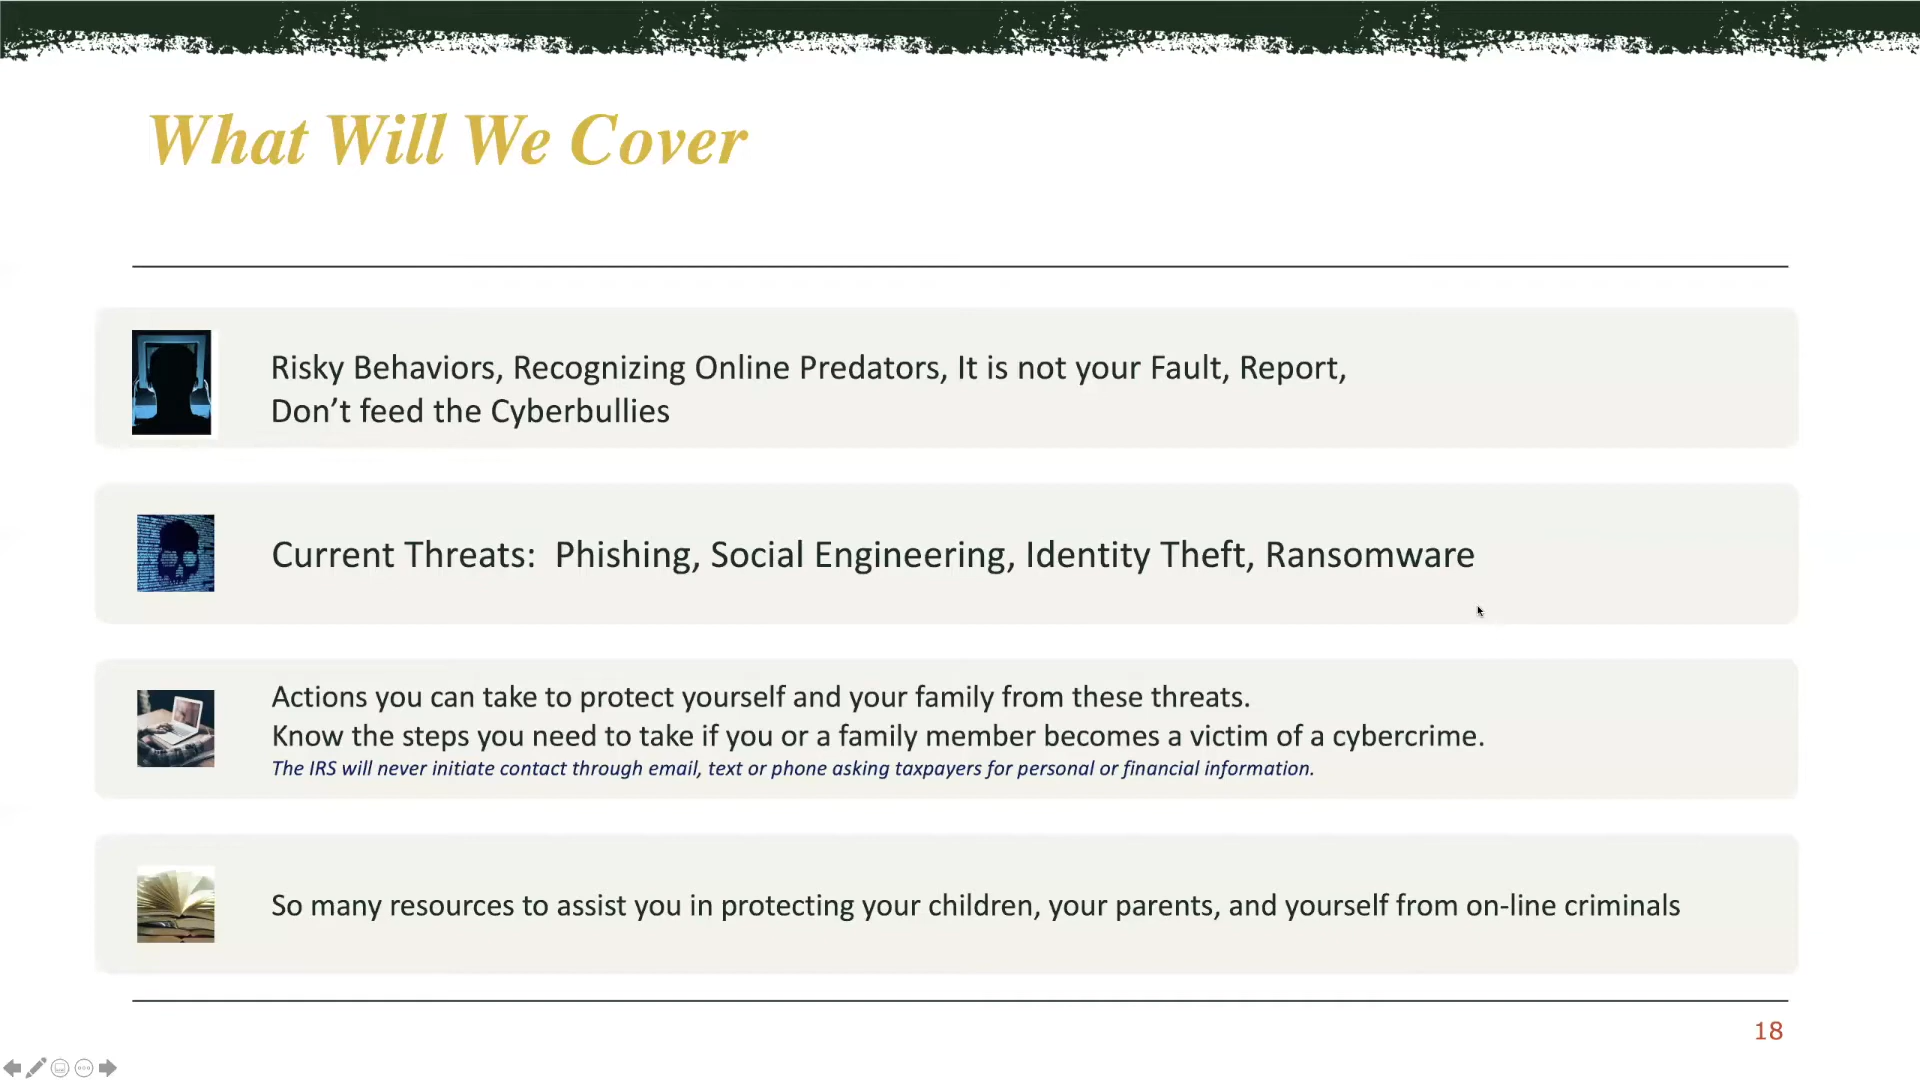 What Will We Cover
Risky Behaviors, Recognizing Online Predators, It is not your Fault, Report,
Don’t feed the Cyberbullies
Current Threats:  Phishing, Social Engineering, Identity Theft, Ransomware
Actions you can take to protect yourself and your family from these threats.
Know the steps you need to take if you or a family member becomes a victim of a cybercrime.
The IRS will never initiate contact through email, text or phone asking taxpayers for personal or financial information.
So many resources to assist you in protecting your children, your parents, and yourself from on-line criminals
18